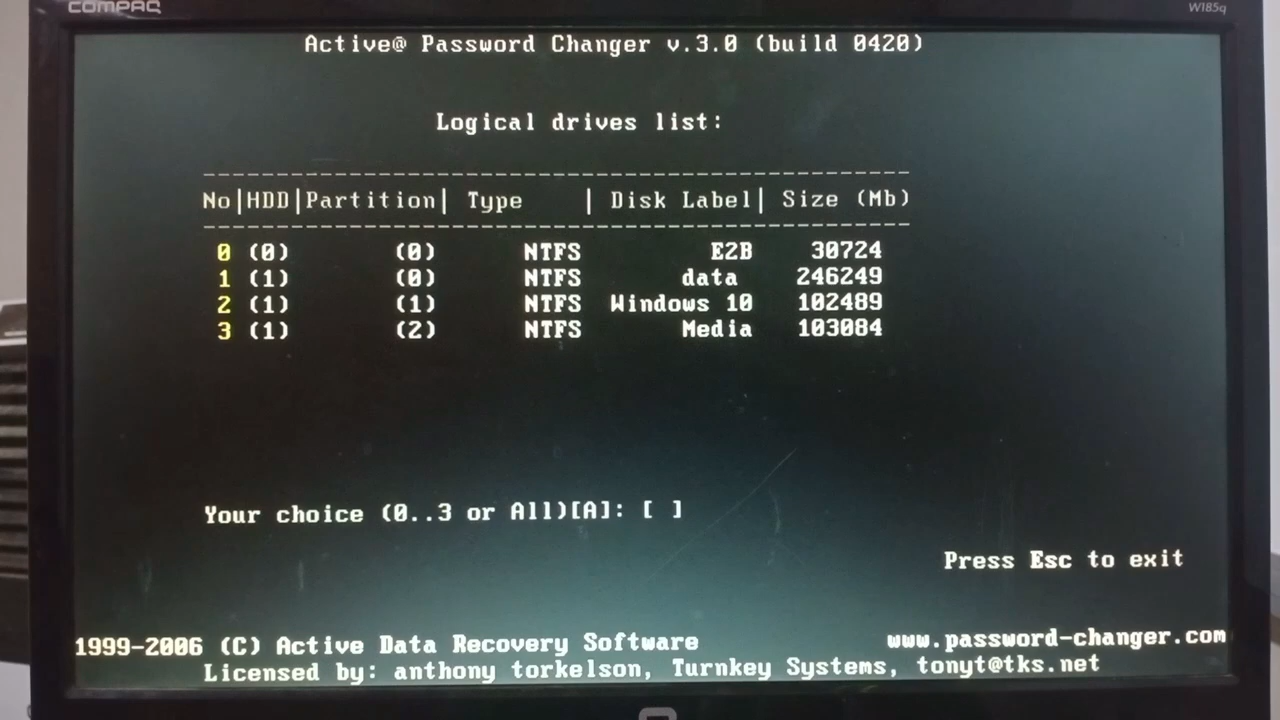 COMPAQ W185q
Active@ Password Changer v.3.0 (build 0420)
Logical drives list:
No|HDD|Partition| Type | Disk Label| Size (Mb)
0 (0) (0) NTFS E2B 30724
1 (1) (0) NTFS data 246249
2 (1) (1) NTFS Windows 10 102489
3 (1) (2) NTFS Media 103084
Your choice (0..3 or All)[A]: [ ]
Press Esc to exit
1999-2006 (C) Active Data Recovery Software www.password-changer.com
Licensed by: anthony torkelson, Turnkey Systems, tonyt@tks.net